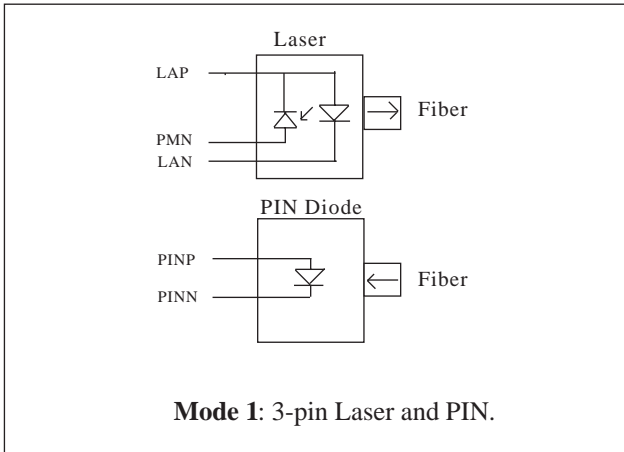 Laser
LAP
Fiber
PMN
LAN
PIN Diode
PINP
Fiber
PINN
Mode 1: 3-pin Laser and PIN.